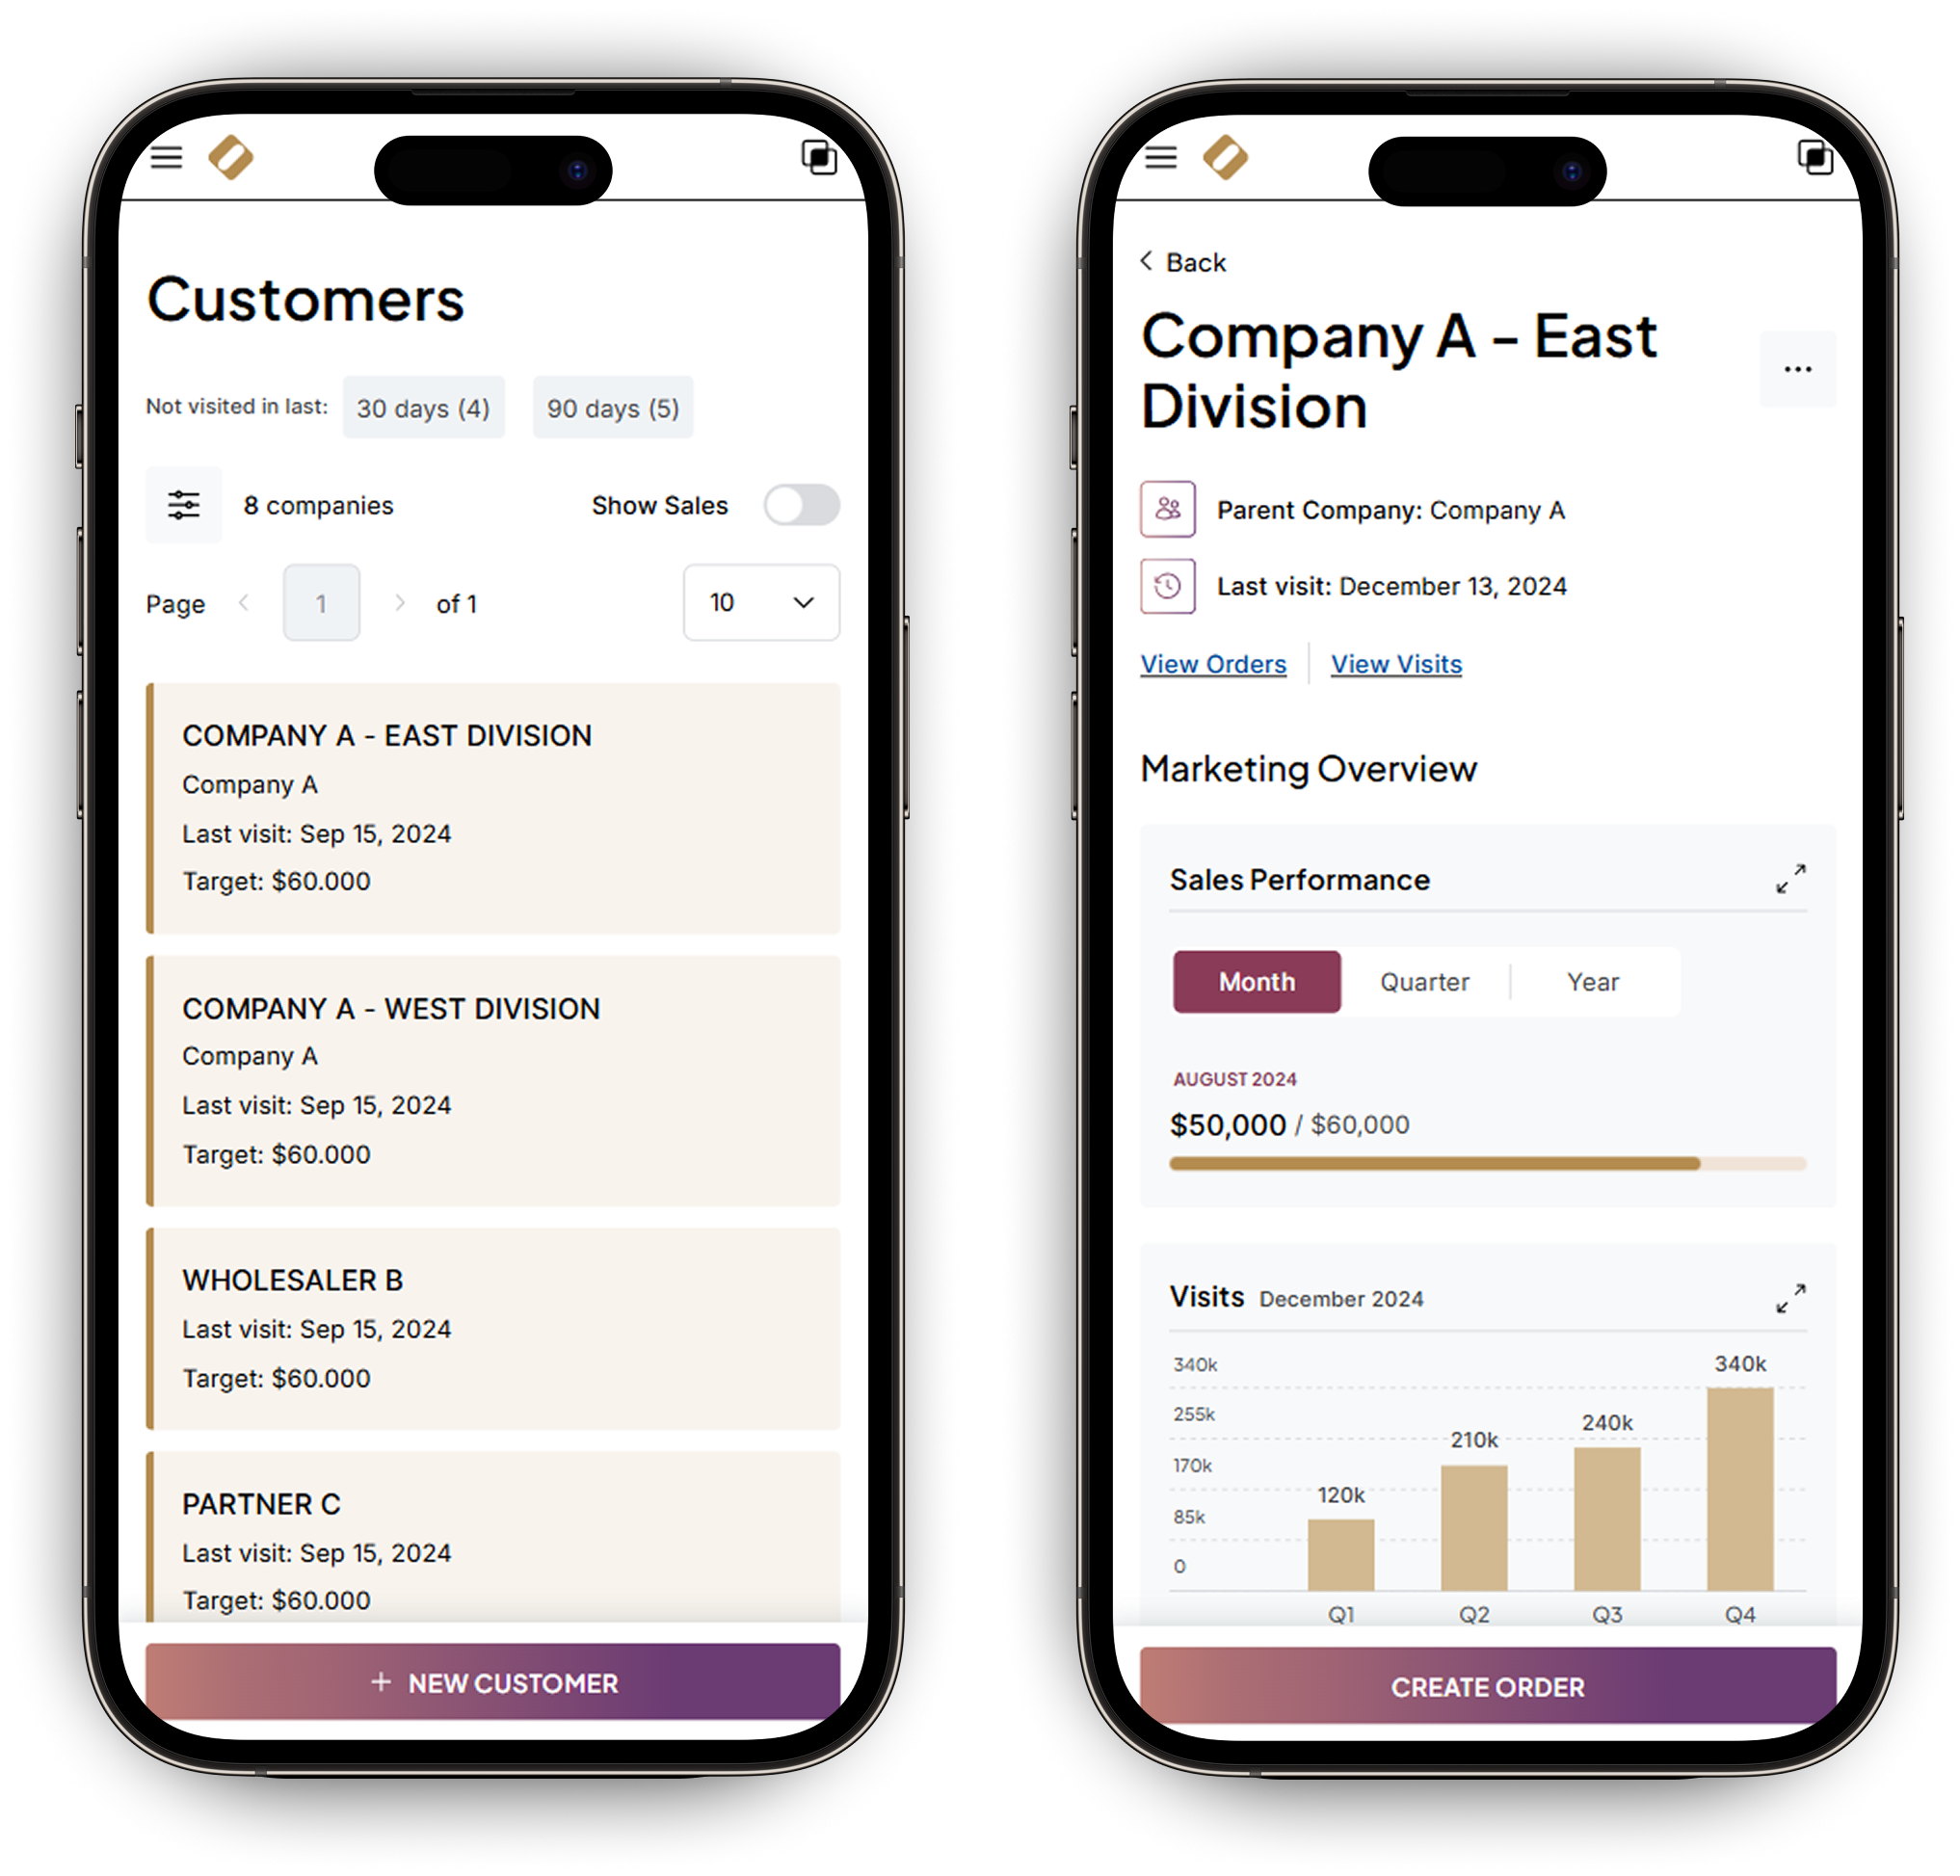 Customers
Not visited in last: 30 days (4) 90 days (5)
8 companies Show Sales
Page 1 of 1 10
COMPANY A - EAST DIVISION
Company A
Last visit: Sep 15, 2024
Target: $60.000
COMPANY A - WEST DIVISION
Company A
Last visit: Sep 15, 2024
Target: $60.000
WHOLESALER B
Last visit: Sep 15, 2024
Target: $60.000
PARTNER C
Last visit: Sep 15, 2024
Target: $60.000
+ NEW CUSTOMER
Back
Company A – East
Division
Parent Company: Company A
Last visit: December 13, 2024
View Orders View Visits
Marketing Overview
Sales Performance
Month Quarter Year
AUGUST 2024
$50,000 / $60,000
Visits December 2024
340k
255k
170k
85k
0
120k
210k
240k
340k
Q1 Q2 Q3 Q4
CREATE ORDER